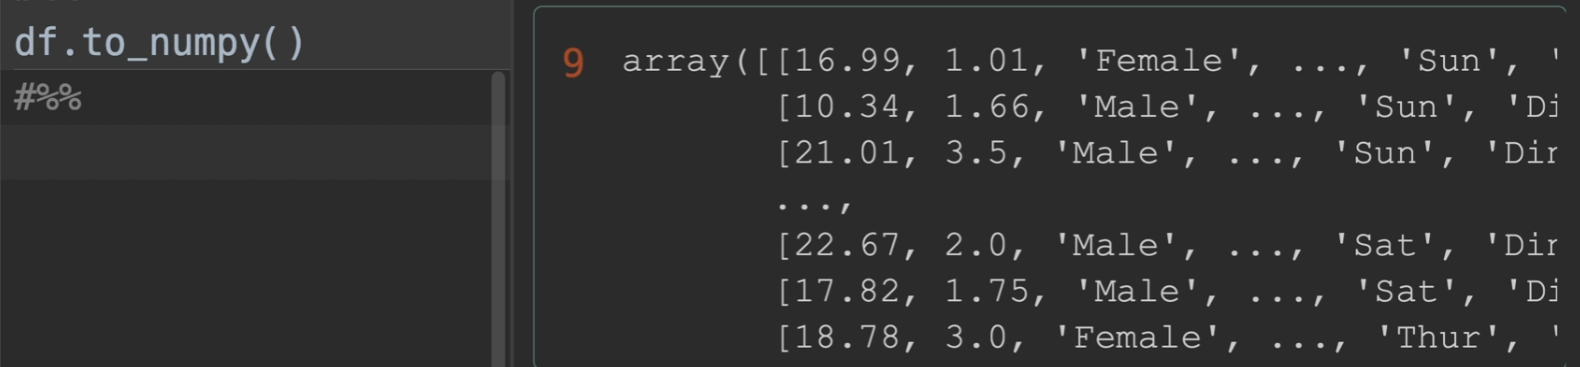 df.to_numpy()
#%%
9 array([[16.99, 1.01, 'Female', ..., 'Sun', '
[10.34, 1.66, 'Male', ..., 'Sun', 'Di
[21.01, 3.5, 'Male', ..., 'Sun', 'Din
...,
[22.67, 2.0, 'Male', ..., 'Sat', 'Din
[17.82, 1.75, 'Male', ..., 'Sat', 'Di
[18.78, 3.0, 'Female', ..., 'Thur', '